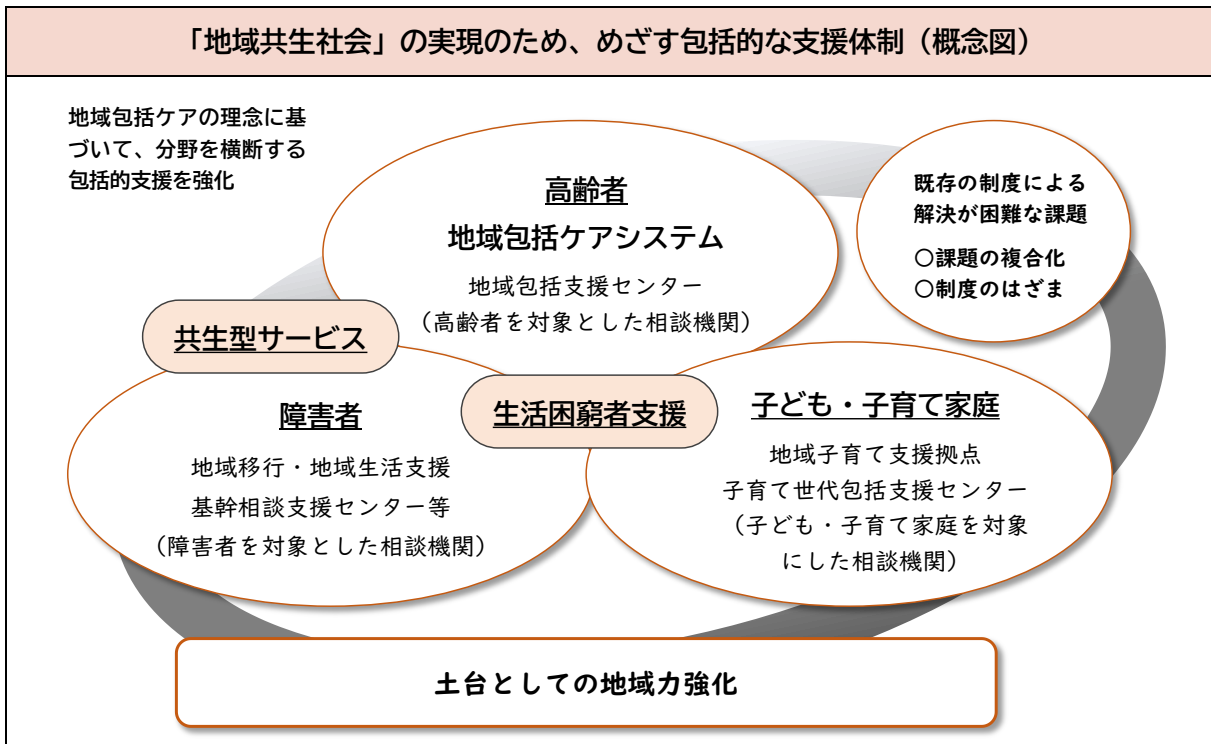 「地域共生社会」の実現のため、めざす包括的な支援体制（概念図）
地域包括ケアの理念に基
づいて、分野を横断する
包括的支援を強化
高齢者
地域包括ケアシステム
地域包括支援センター
（高齢者を対象とした相談機関）
既存の制度による
解決が困難な課題
〇課題の複合化
〇制度のはざま
共生型サービス
生活困窮者支援
障害者
地域移行・地域生活支援
基幹相談支援センター等
（障害者を対象とした相談機関）
子ども・子育て家庭
地域子育て支援拠点
子育て世代包括支援センター
（子ども・子育て家庭を対象
にした相談機関）
土台としての地域力強化